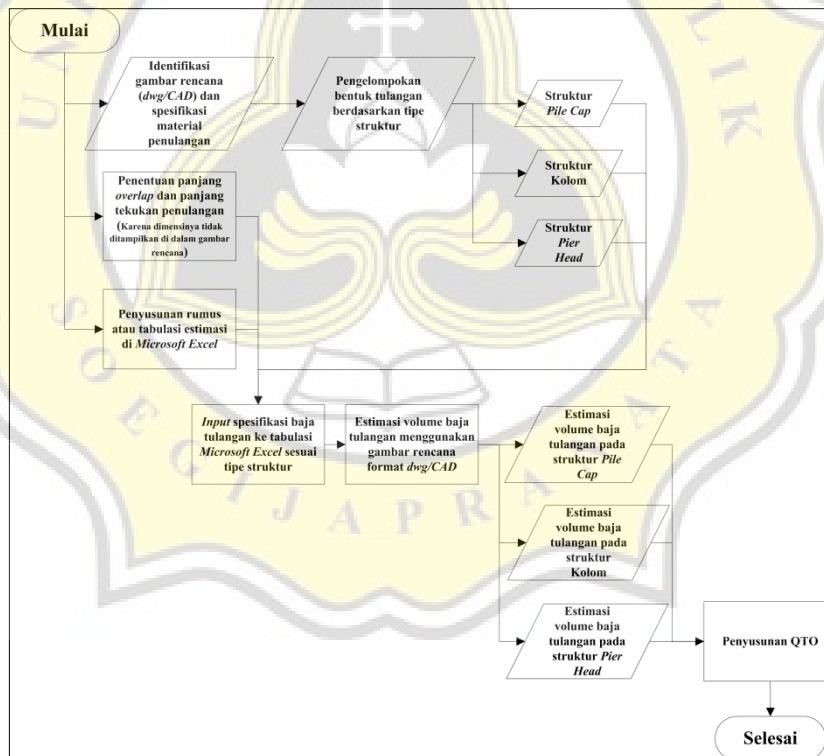 Mulai
Identifikasi
gambar rencana
(dwg/CAD) dan
spesifikasi
material
penulangan
Pengelompokan
bentuk tulangan
berdasarkan tipe
struktur
Struktur
Pile Cap
Struktur
Kolom
Struktur
Pier
Head
Penentuan panjang
overlap dan panjang
tekukan penulangan
(Karena dimensinya tidak
ditampilkan di dalam gambar
rencana)
Penyusunan rumus
atau tabulasi estimasi
di Microsoft Excel
Input spesifikasi baja
tulangan ke tabulasi
Microsoft Excel sesuai
tipe struktur
Estimasi volume baja
tulangan menggunakan
gambar rencana
format dwg/CAD
Estimasi
volume baja
tulangan pada
struktur Pile
Cap
Estimasi
volume baja
tulangan pada
struktur
Kolom
Estimasi
volume baja
tulangan pada
struktur Pier
Head
Penyusunan QTO
Selesai
SOEGIJAPRANATA